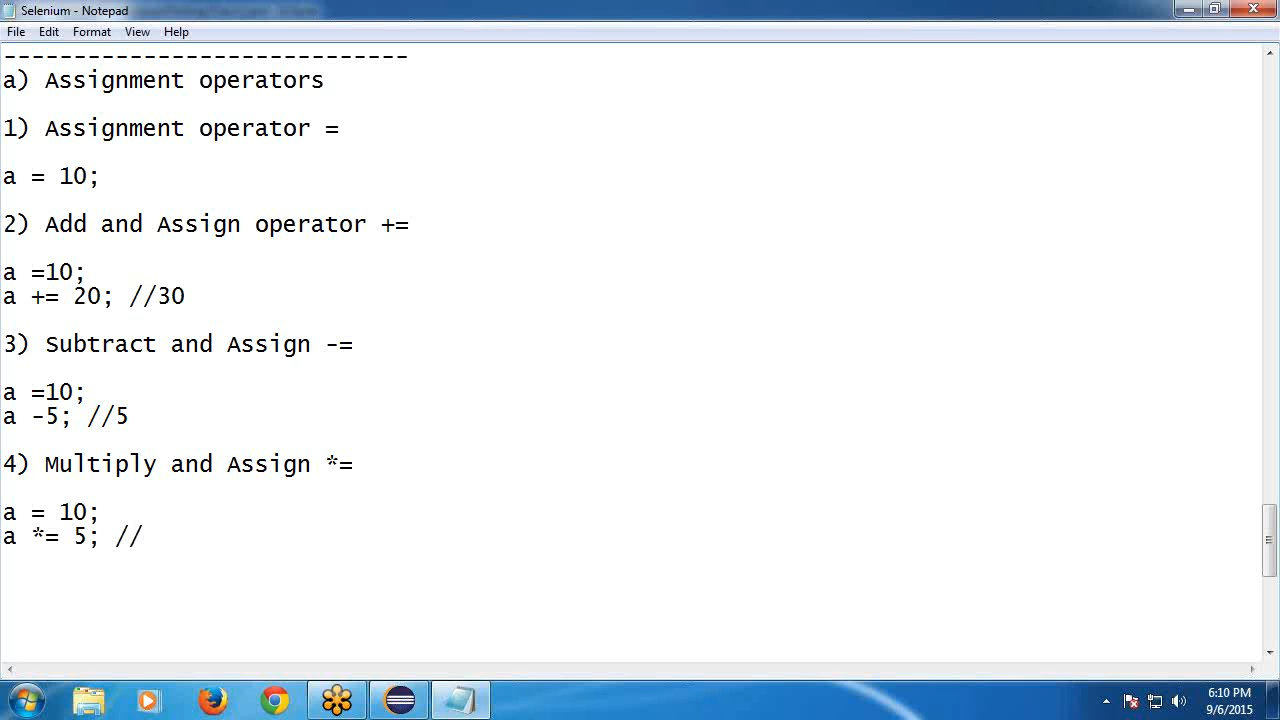 Selenium - Notepad
File Edit Format View Help
-----------------------------
a) Assignment operators
1) Assignment operator =
a = 10;
2) Add and Assign operator +=
a =10;
a += 20; //30
3) Subtract and Assign -=
a =10;
a -5; //5
4) Multiply and Assign *=
a = 10;
a *= 5; //
6:10 PM
9/6/2015